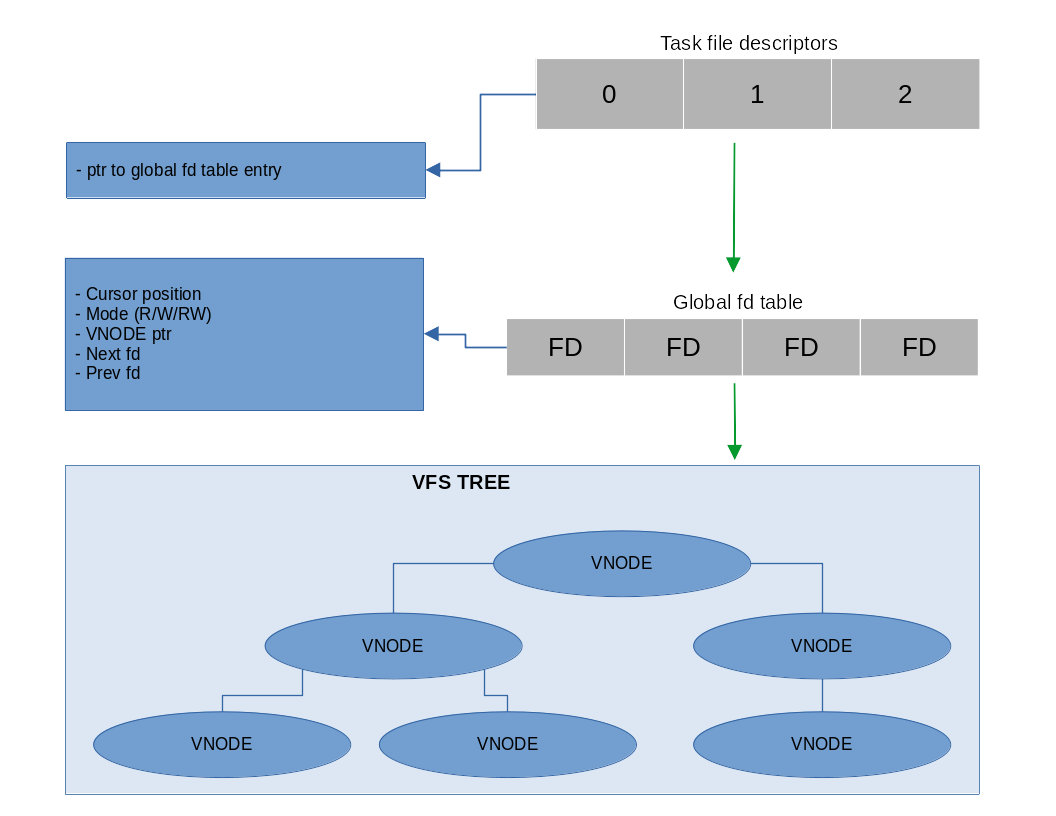 Task file descriptors
0 1 2
- ptr to global fd table entry
- Cursor position
- Mode (R/W/RW)
- VNODE ptr
- Next fd
- Prev fd
Global fd table
FD FD FD FD
VFS TREE
VNODE
VNODE VNODE
VNODE VNODE VNODE